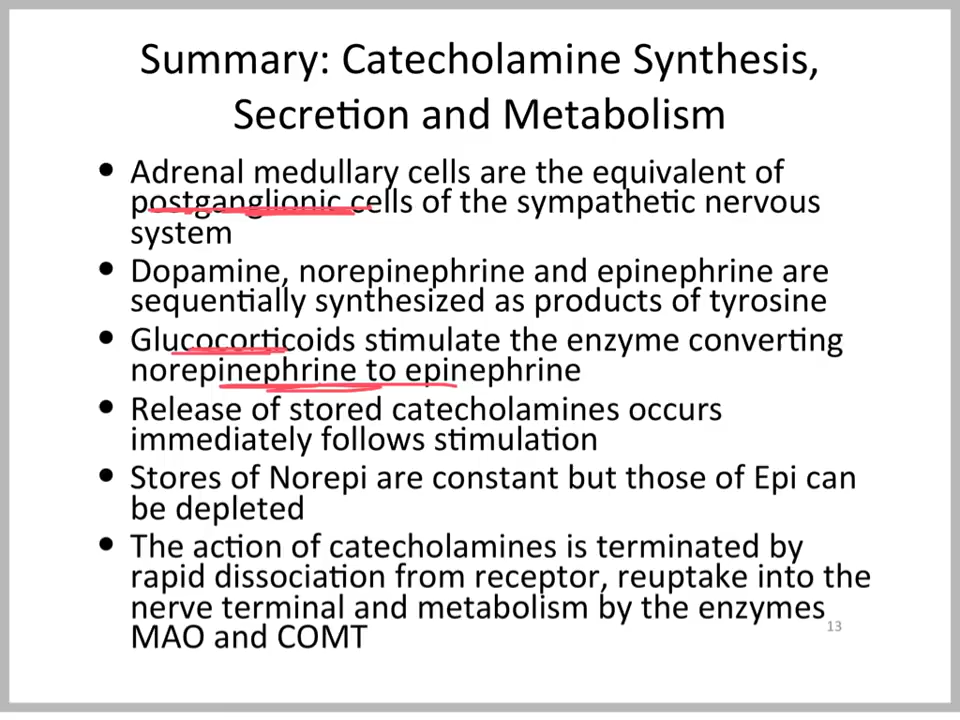 Summary: Catecholamine Synthesis,
Secretion and Metabolism
• Adrenal medullary cells are the equivalent of
postganglionic cells of the sympathetic nervous
system
• Dopamine, norepinephrine and epinephrine are
sequentially synthesized as products of tyrosine
• Glucocorticoids stimulate the enzyme converting
norepinephrine to epinephrine
• Release of stored catecholamines occurs
immediately follows stimulation
• Stores of Norepi are constant but those of Epi can
be depleted
• The action of catecholamines is terminated by
rapid dissociation from receptor, reuptake into the
nerve terminal and metabolism by the enzymes
MAO and COMT
13